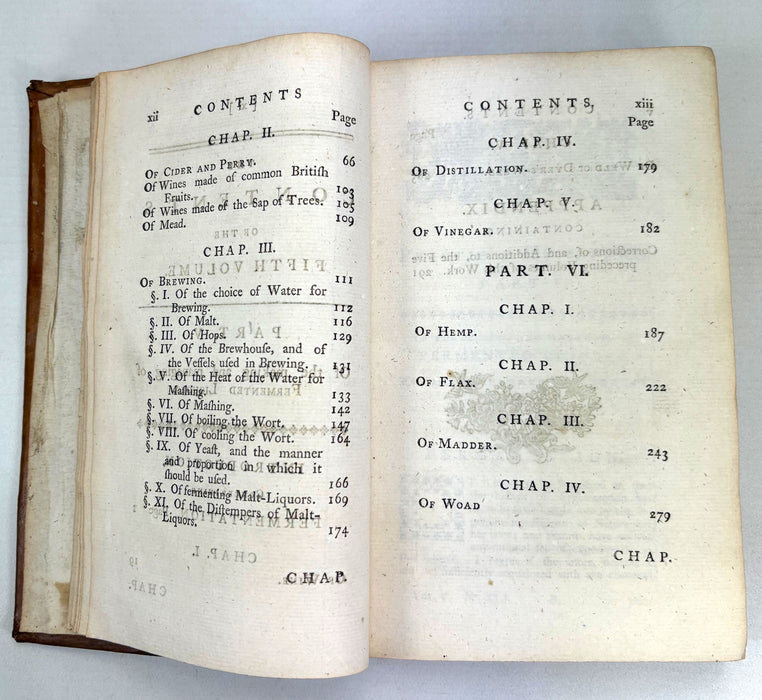 xii CONTENTS
Page
CHAP. II.
OF CIDER AND PERRY. 66
Of Wines made of common Britiſh
Fruits. 103
Of Wines made of the Sap of Trees. 105
Of Mead. 109
CHAP. III.
OF BREWING. 111
§. I. Of the choice of Water for
Brewing. 112
§. II. Of Malt. 116
§. III. Of Hops. 129
§. IV. Of the Brewhouſe, and of
the Veſſels uſed in Brewing. 131
§. V. Of the Heat of the Water for
Maſhing. 133
§. VI. Of Maſhing. 142
§. VII. Of boiling the Wort. 147
§. VIII. Of cooling the Wort. 164
§. IX. Of Yeaſt, and the manner
and proportion in which it
ſhould be uſed. 166
§. X. Of fermenting Malt-Liquors. 169
§. XI. Of the Diſtempers of Malt-
Liquors. 174
CHAP.
CONTENTS. xiii
Page
CHAP. IV.
OF DISTILLATION. 179
CHAP. V.
OF VINEGAR. 182
PART. VI.
CHAP. I.
OF HEMP. 187
CHAP. II.
OF FLAX. 222
CHAP. III.
OF MADDER. 243
CHAP. IV.
OF WOAD 279
CHAP.